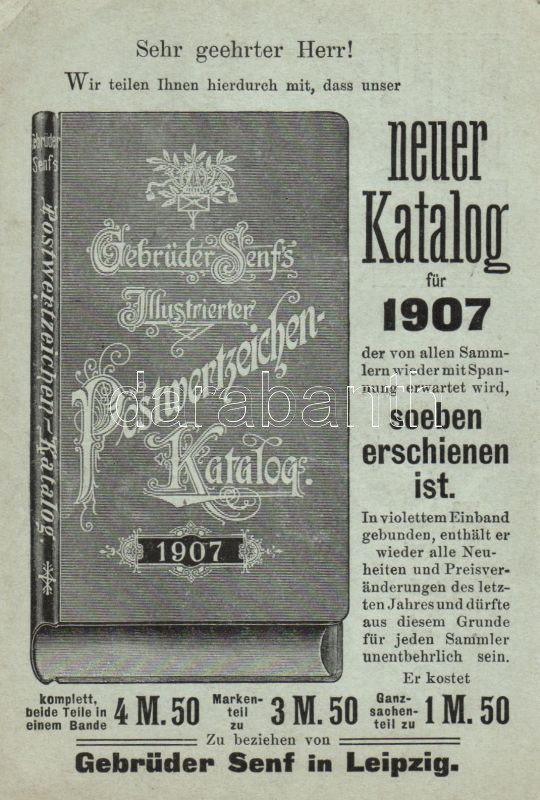 Sehr geehrter Herr!
Wir teilen Ihnen hierdurch mit, dass unser
Gebrüder
Senf's
Postwertzeichen-Katalog
Gebrüder Senf's
Illustrierter
Postwertzeichen-
Katalog.
1907
neuer
Katalog
für
1907
der von allen Samm-
lern wieder mit Span-
nung erwartet wird,
soeben
erschienen
ist.
In violettem Einband
gebunden, enthält er
wieder alle Neu-
heiten und Preisver-
änderungen des letz-
ten Jahres und dürfte
aus diesem Grunde
für jeden Sammler
unentbehrlich sein.
Er kostet
komplett,
beide Teile in
einem Bande
4 M. 50
Marken-
teil
zu
3 M. 50
Ganz-
sachen-
teil zu
1 M. 50
Zu beziehen von
Gebrüder Senf in Leipzig.
darabanth